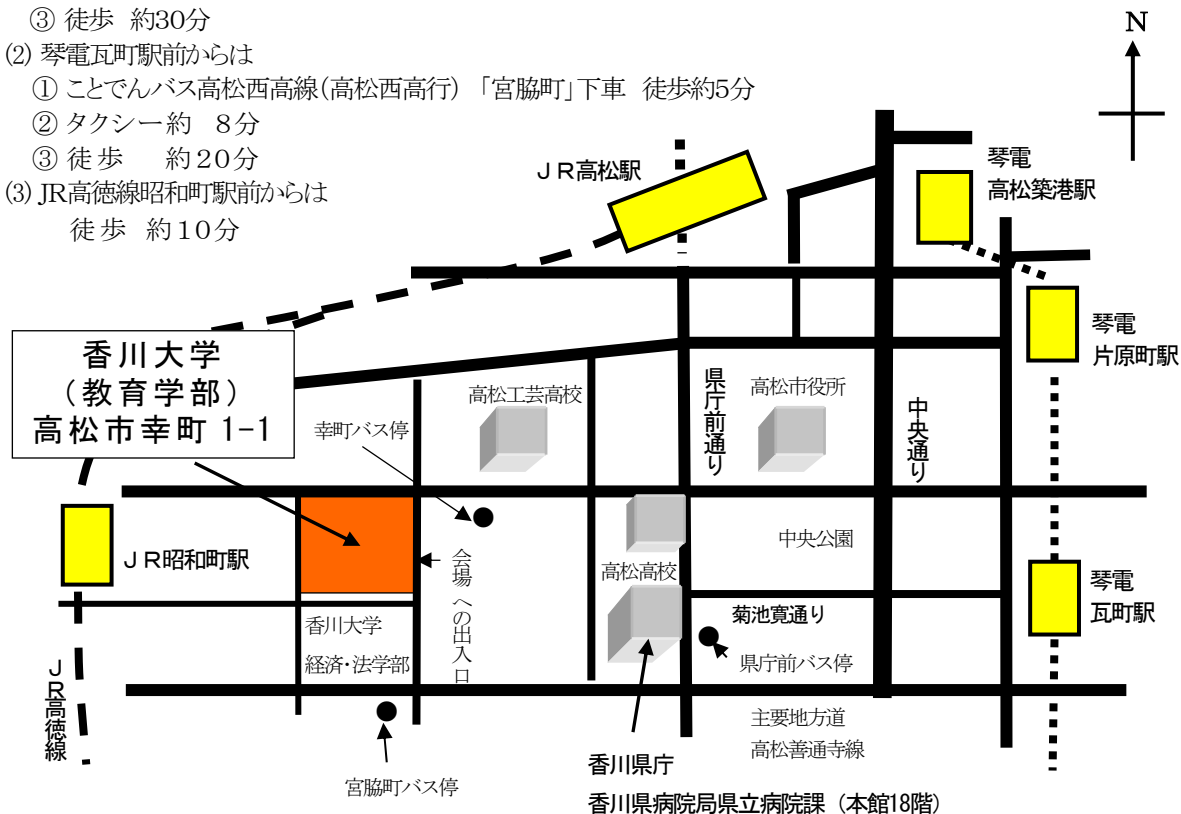 ③ 徒歩 約30分
(2) 琴電瓦町駅前からは
① ことでんバス高松西高線(高松西高行) 「宮脇町」下車 徒歩約5分
② タクシー約 8分
③ 徒歩 約20分
(3) JR高徳線昭和町駅前からは
徒歩 約10分
N
JR高松駅
琴電
高松築港駅
琴電
片原町駅
香川大学
(教育学部)
高松市幸町 1-1
高松工芸高校
幸町バス停
県庁前通り
高松市役所
中央通り
JR昭和町駅
会場への出入口
高松高校
中央公園
琴電
瓦町駅
香川大学
経済・法学部
菊池寛通り
県庁前バス停
JR高徳線
主要地方道
高松善通寺線
宮脇町バス停
香川県庁
香川県病院局県立病院課（本館18階）